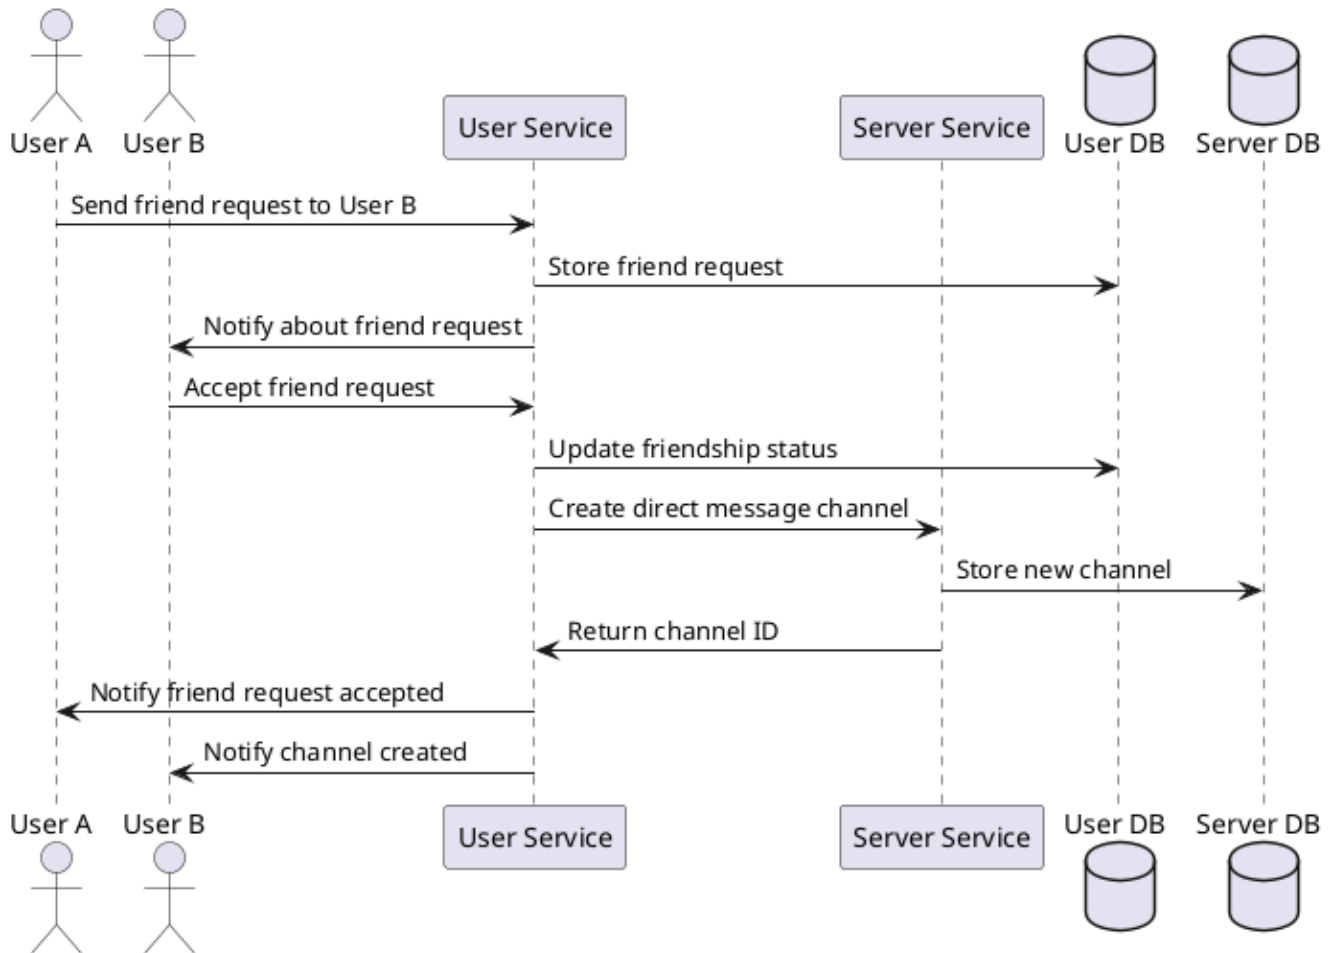 User A
User B
User Service
Server Service
User DB
Server DB
Send friend request to User B
Store friend request
Notify about friend request
Accept friend request
Update friendship status
Create direct message channel
Store new channel
Return channel ID
Notify friend request accepted
Notify channel created
User A
User B
User Service
Server Service
User DB
Server DB